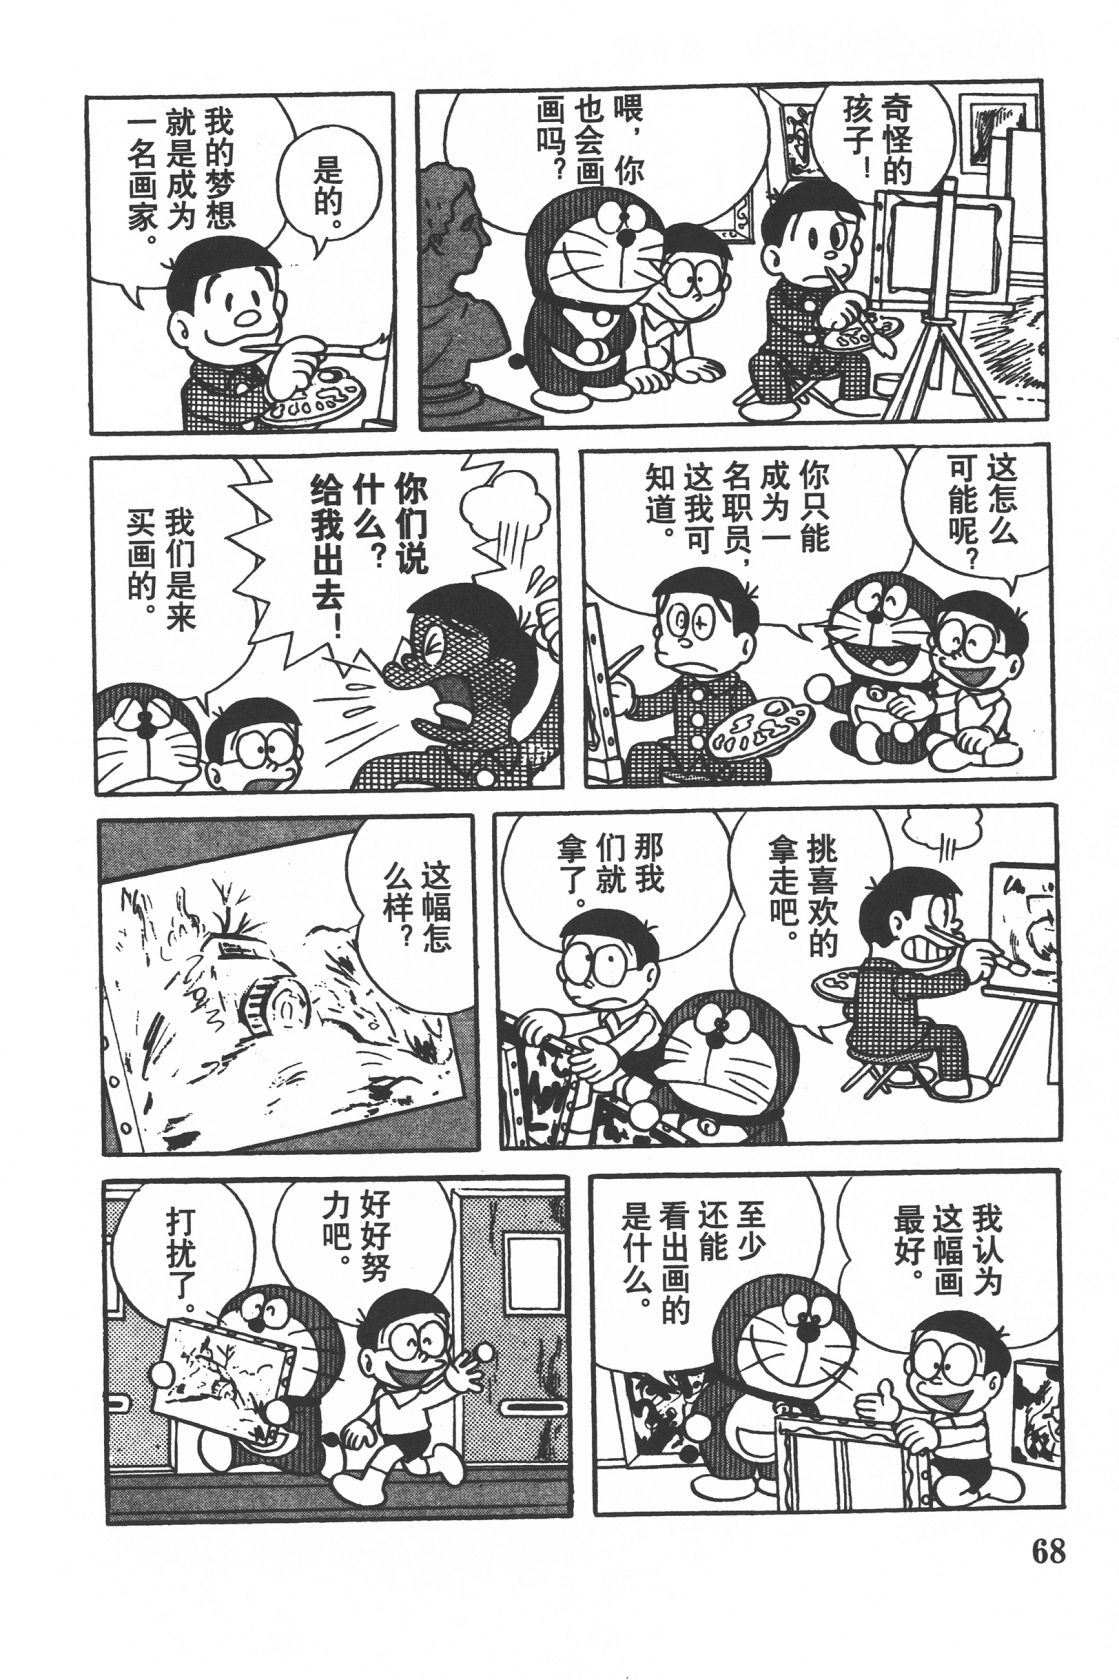 奇怪的
孩子！
喂，你
也会画
画吗？
是的。
我的梦想
就是成为
一名画家。
这怎么
可能呢？
你只能
成为一
名职员，
这我可
知道。
你们说
什么？
给我出去！
我们是来
买画的。
挑喜欢的
拿走吧。
那我
们就
拿了。
这幅怎
么样？
我认为
这幅画
最好。
至少
还能
看出画的
是什么。
好好努
力吧。
打扰了。
68